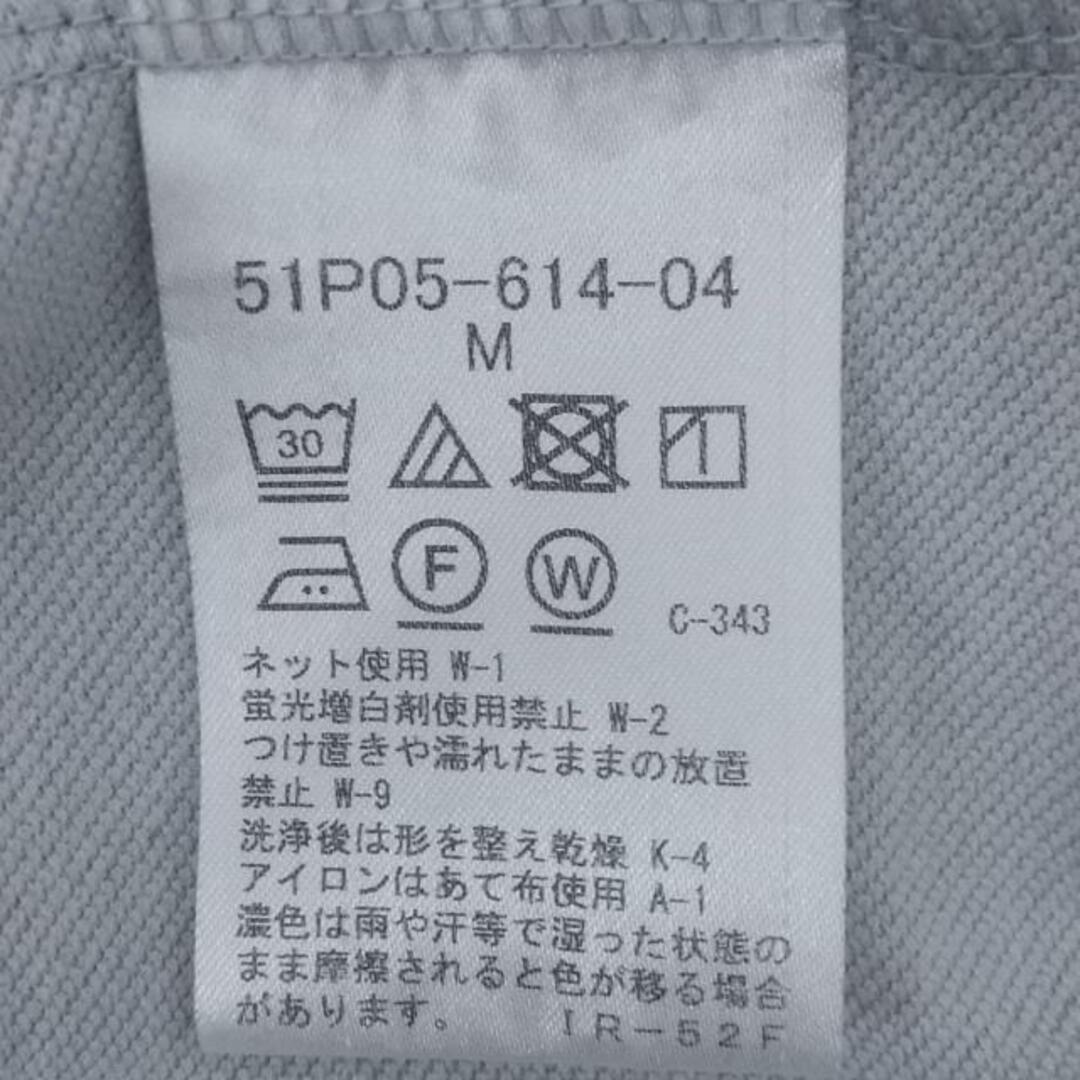 51P05-614-04
M
30
F W C-343
ネット使用 W-1
蛍光増白剤使用禁止 W-2
つけ置きや濡れたままの放置
禁止 W-9
洗浄後は形を整え乾燥 K-4
アイロンはあて布使用 A-1
濃色は雨や汗等で湿った状態の
まま摩擦されると色が移る場合
があります。 IR-52F